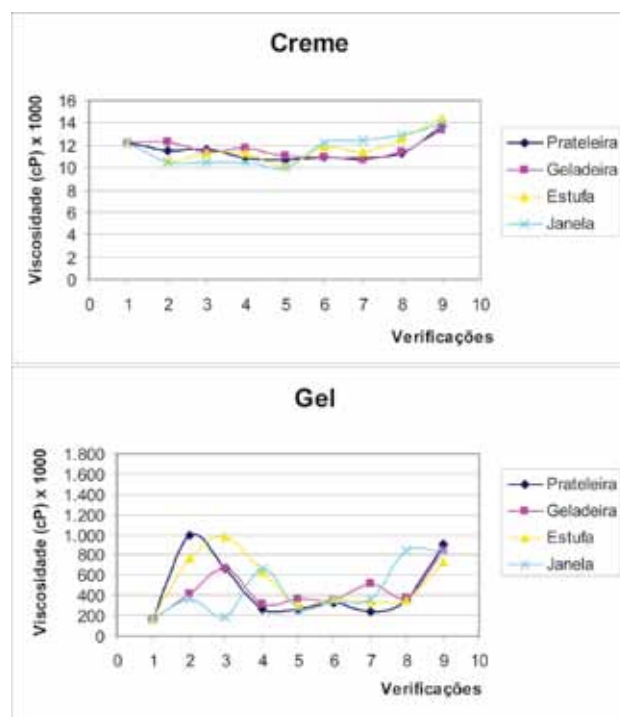 Creme
Viscosidade (cP) x 1000
16
14
12
10
8
6
4
2
0
0 1 2 3 4 5 6 7 8 9 10
Verificações
Prateleira
Geladeira
Estufa
Janela
Gel
Viscosidade (cP) x 1000
1.800
1.600
1.400
1.200
1.000
800
600
400
200
0
0 1 2 3 4 5 6 7 8 9 10
Verificações
Prateleira
Geladeira
Estufa
Janela